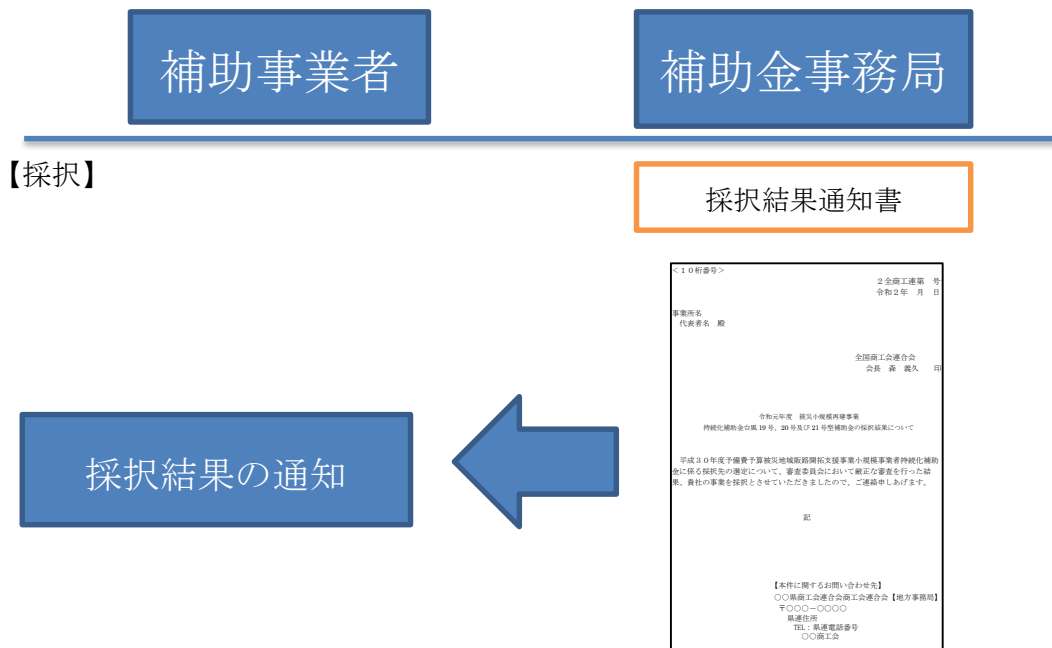 補助事業者
補助金事務局
【採択】
採択結果通知書
<10桁番号>
2全商工連第 号
令和2年 月 日
事業所名
代表者名 殿
全国商工会連合会
会長 森 義久 印
令和元年度 被災小規模再建事業
持続化補助金台風19号、20号及び21号型補助金の採択結果について
平成30年度予備費予算被災地域販路開拓支援事業小規模事業者持続化補助
金に係る採択先の選定について、審査委員会において厳正な審査を行った結
果、貴社の事業を採択とさせていただきましたので、ご連絡申しあげます。
記
採択結果の通知
【本件に関するお問い合わせ先】
○○県商工会連合会商工会連合会【地方事務局】
〒○○○-○○○○
県連住所
TEL：県連電話番号
○○商工会